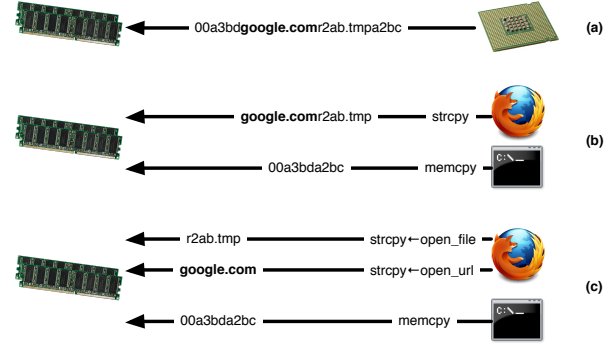 00a3bdgoogle.comr2ab.tmpa2bc (a)
google.comr2ab.tmp strcpy
(b)
00a3bda2bc memcpy C:\_
r2ab.tmp strcpy←open_file
google.com strcpy←open_url
(c)
00a3bda2bc memcpy C:\_